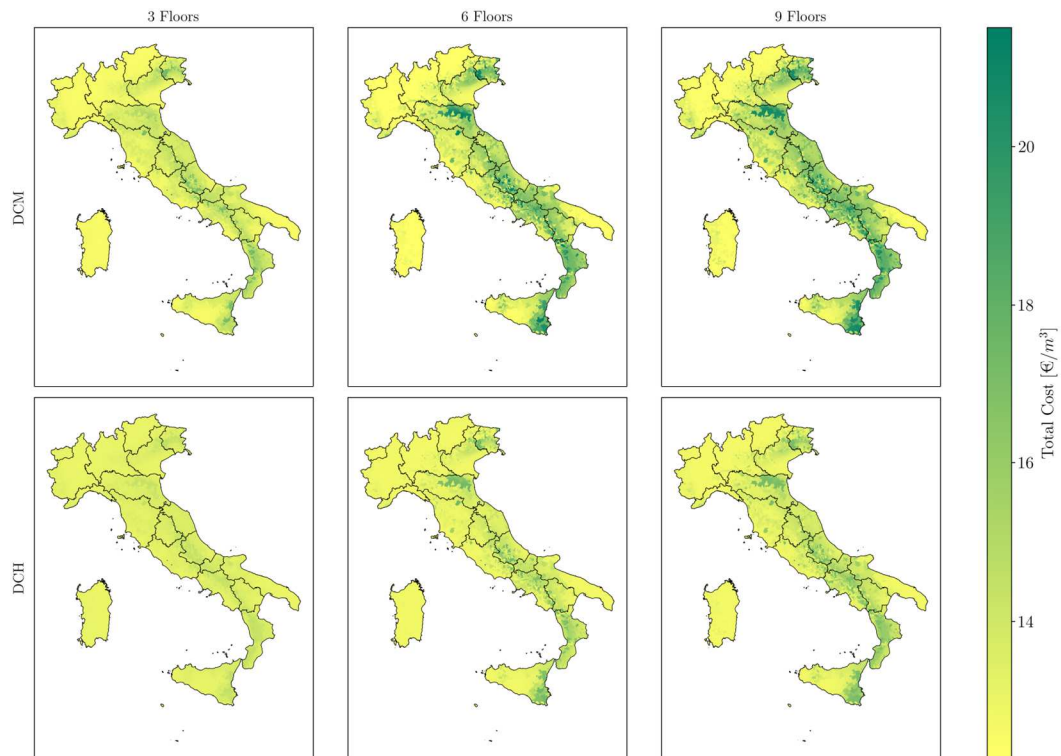 3 Floors
6 Floors
9 Floors
DCM
DCH
20
18
16
14
Total Cost [€/m³]